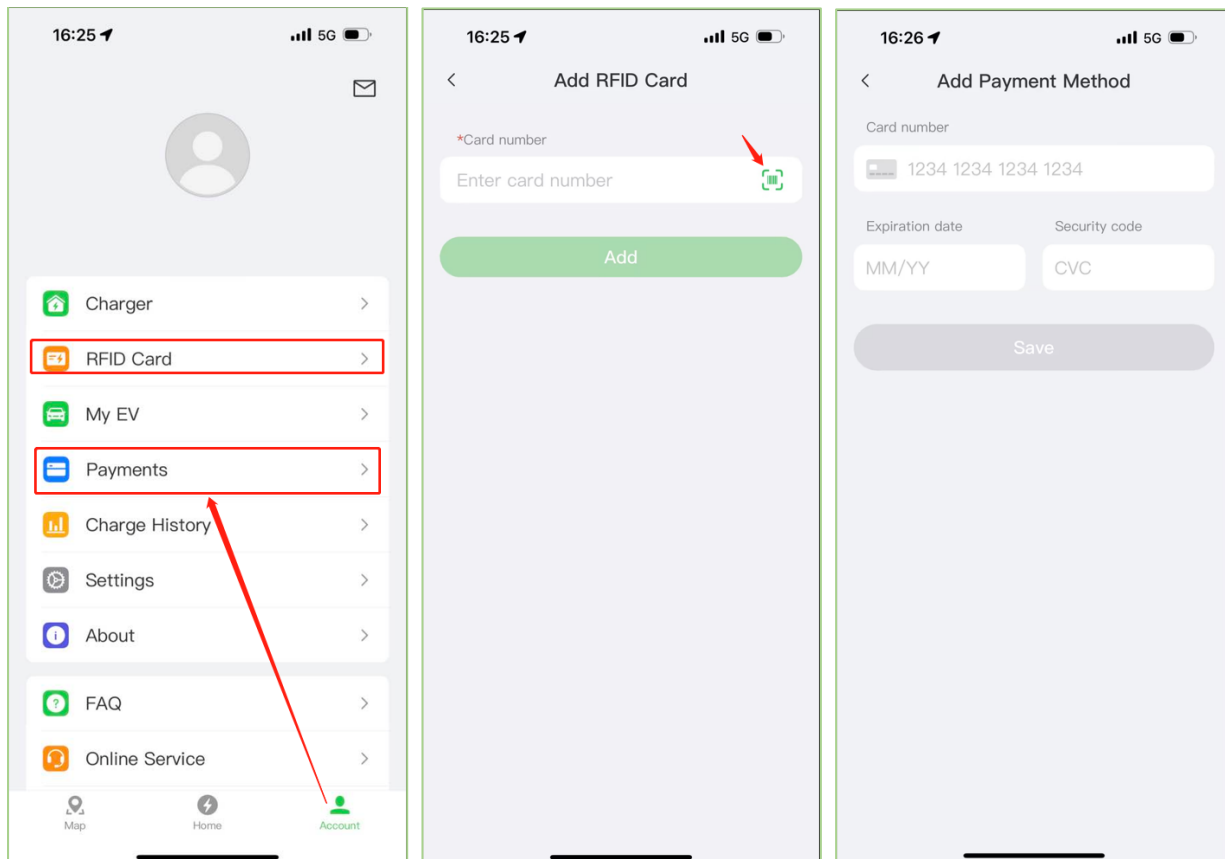 16:25
5G
Charger
RFID Card
My EV
Payments
Charge History
Settings
About
FAQ
Online Service
Map
Home
Account
16:25
5G
Add RFID Card
*Card number
Enter card number
Add
16:26
5G
Add Payment Method
Card number
1234 1234 1234 1234
Expiration date
Security code
MM/YY
CVC
Save